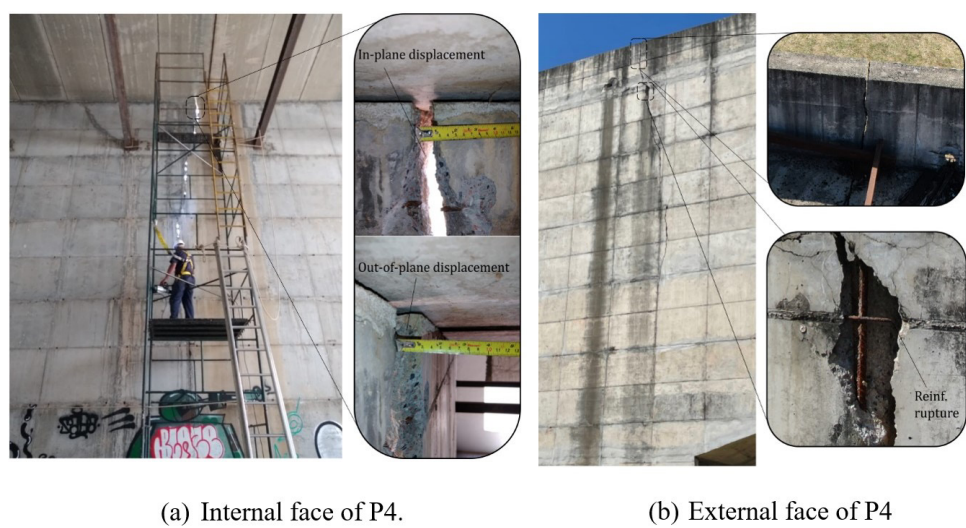 In-plane displacement
Out-of-plane displacement
Reinf.
rupture
(a) Internal face of P4.
(b) External face of P4